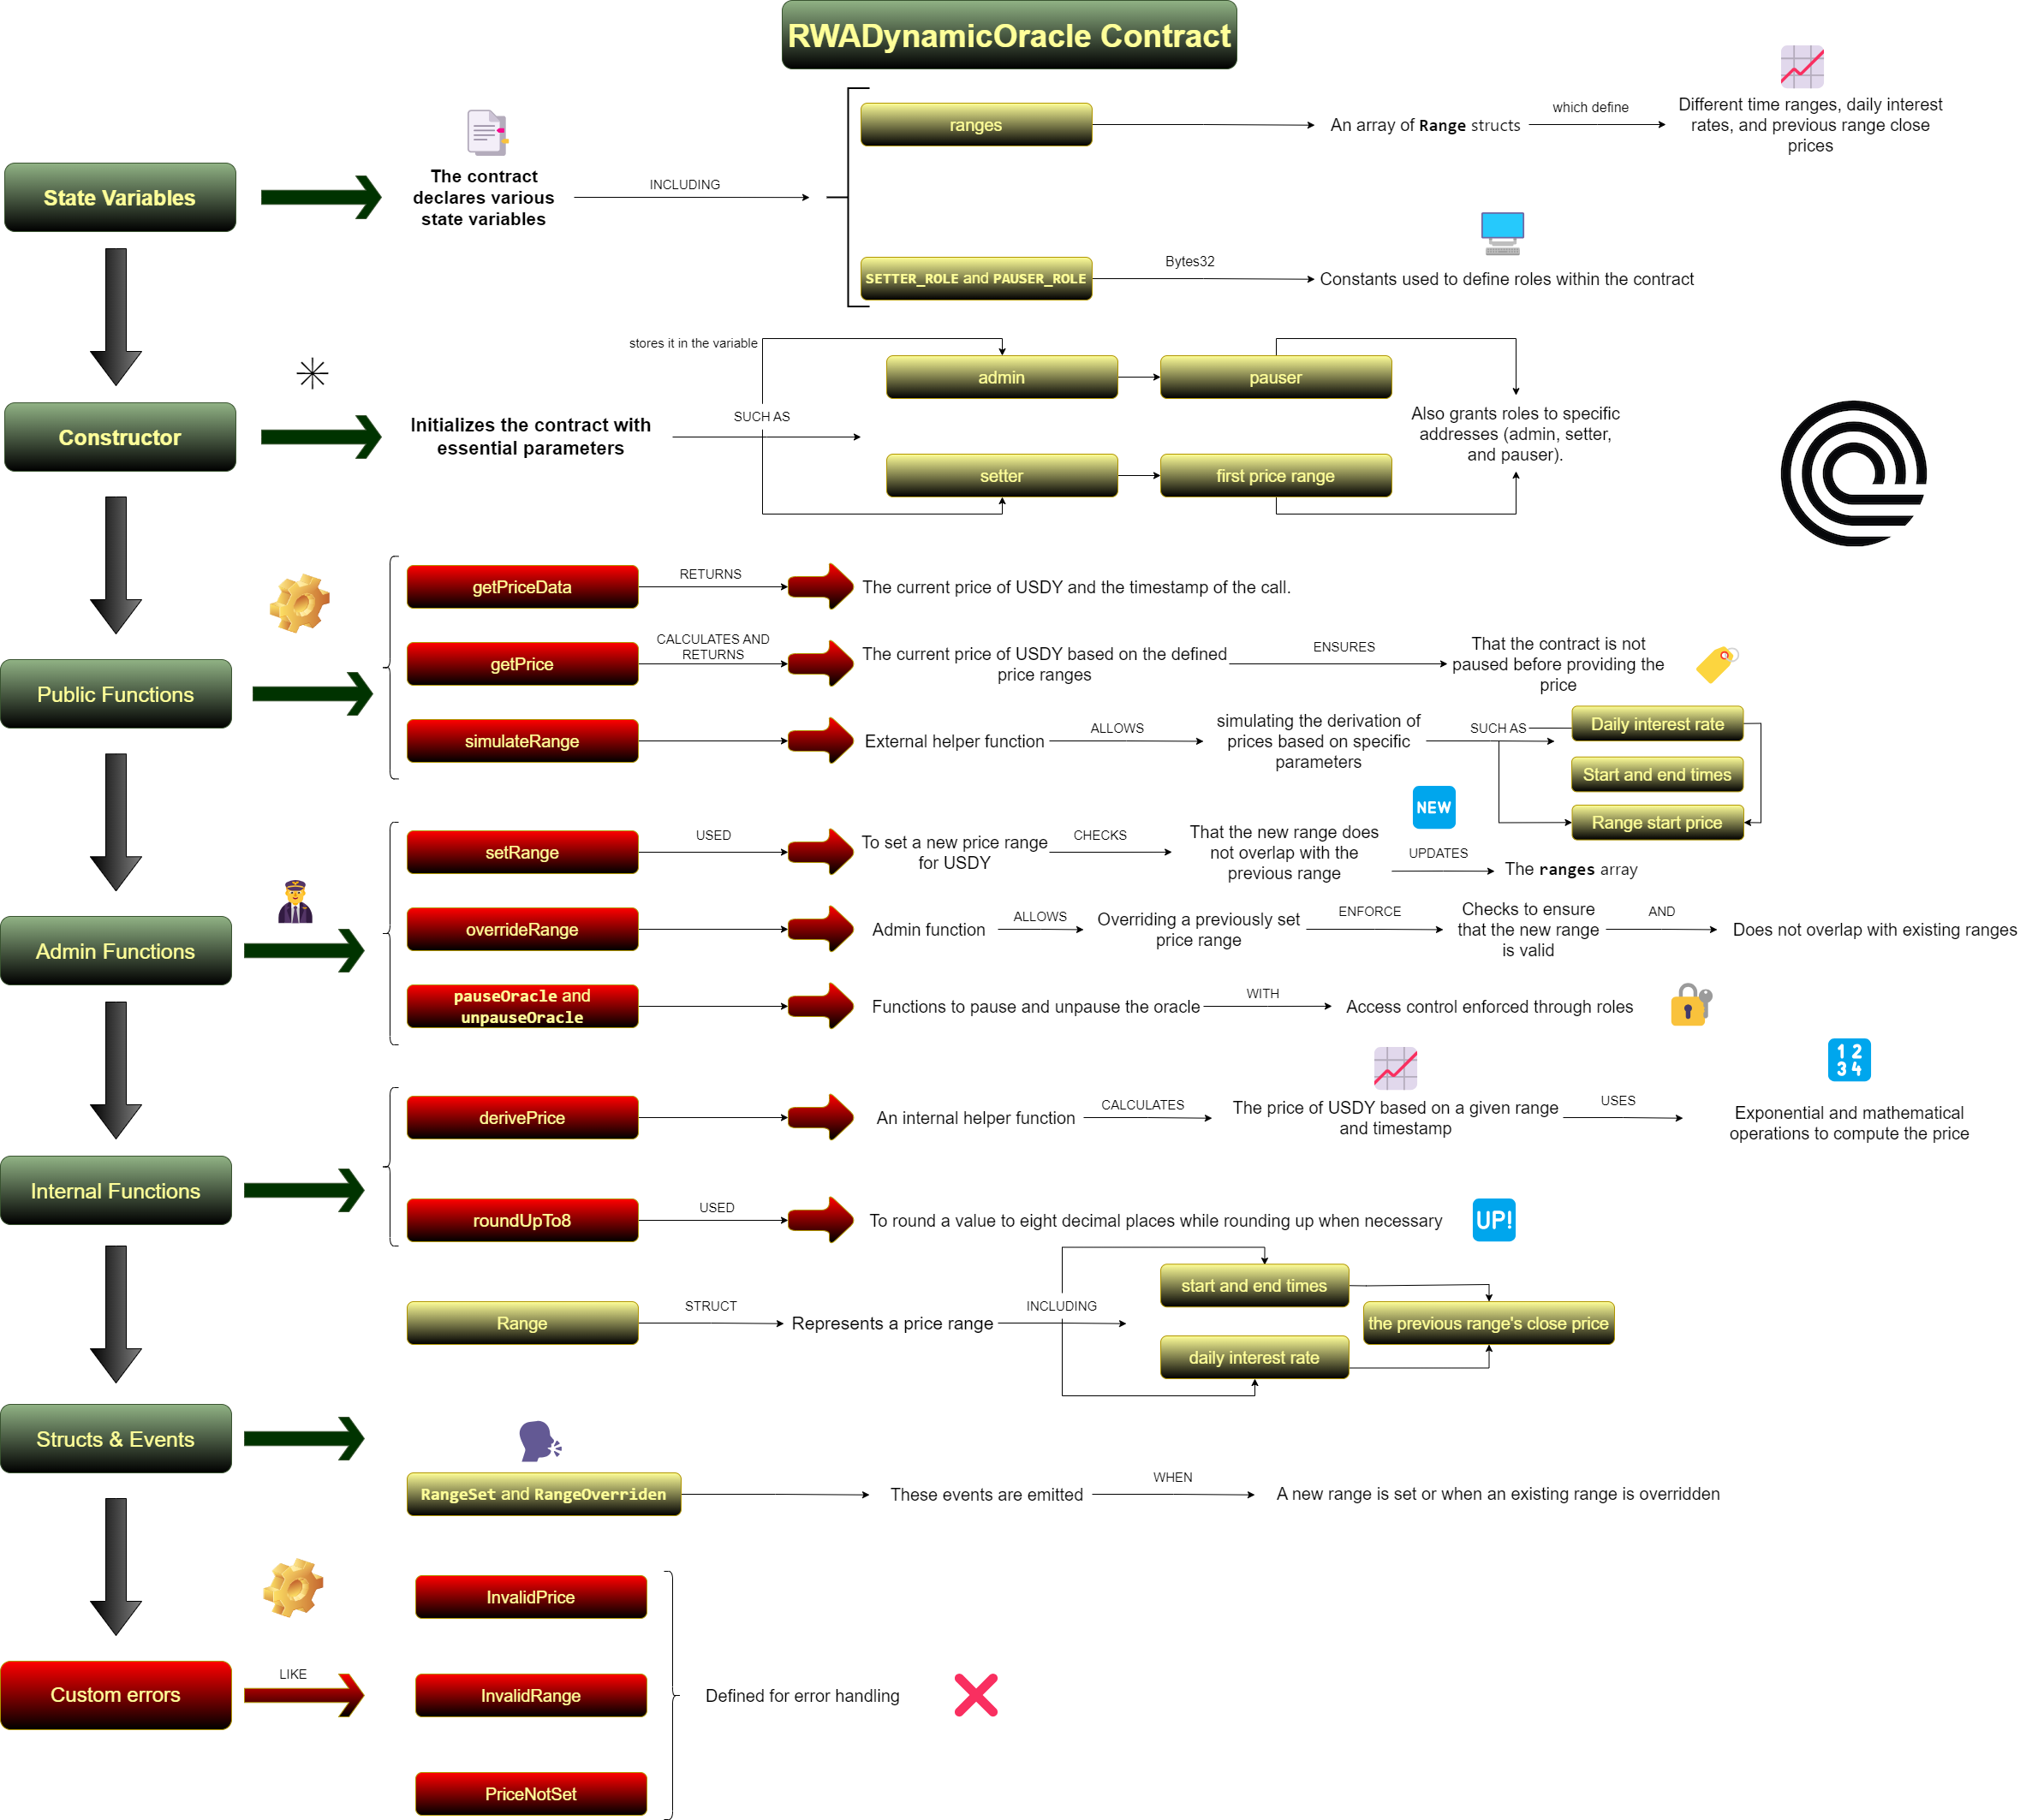 RWADynamicOracle Contract
State Variables
The contract
declares various
state variables
INCLUDING
ranges
An array of Range structs
which define
Different time ranges, daily interest
rates, and previous range close
prices
SETTER_ROLE and PAUSER_ROLE
Bytes32
Constants used to define roles within the contract
Constructor
Initializes the contract with
essential parameters
stores it in the variable
SUCH AS
admin
pauser
setter
first price range
Also grants roles to specific
addresses (admin, setter,
and pauser).
Public Functions
getPriceData
RETURNS
The current price of USDY and the timestamp of the call.
getPrice
CALCULATES AND
RETURNS
The current price of USDY based on the defined
price ranges
ENSURES
That the contract is not
paused before providing the
price
simulateRange
External helper function
ALLOWS
simulating the derivation of
prices based on specific
parameters
SUCH AS
Daily interest rate
Start and end times
Range start price
Admin Functions
setRange
USED
To set a new price range
for USDY
CHECKS
That the new range does
not overlap with the
previous range
NEW
UPDATES
The ranges array
overrideRange
Admin function
ALLOWS
Overriding a previously set
price range
ENFORCE
Checks to ensure
that the new range
is valid
AND
Does not overlap with existing ranges
pauseOracle and
unpauseOracle
Functions to pause and unpause the oracle
WITH
Access control enforced through roles
Internal Functions
derivePrice
An internal helper function
CALCULATES
The price of USDY based on a given range
and timestamp
USES
1 2
3 4
Exponential and mathematical
operations to compute the price
roundUpTo8
USED
To round a value to eight decimal places while rounding up when necessary
UP!
Structs & Events
Range
STRUCT
Represents a price range
INCLUDING
start and end times
the previous range's close price
daily interest rate
RangeSet and RangeOverriden
These events are emitted
WHEN
A new range is set or when an existing range is overridden
Custom errors
LIKE
InvalidPrice
InvalidRange
PriceNotSet
Defined for error handling